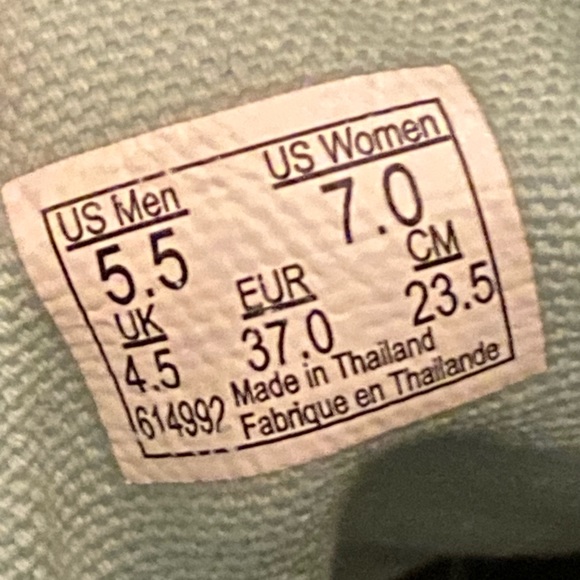 US Men US Women
5.5 7.0
UK EUR CM
4.5 37.0 23.5
614992 Made in Thailand
Fabrique en Thailande